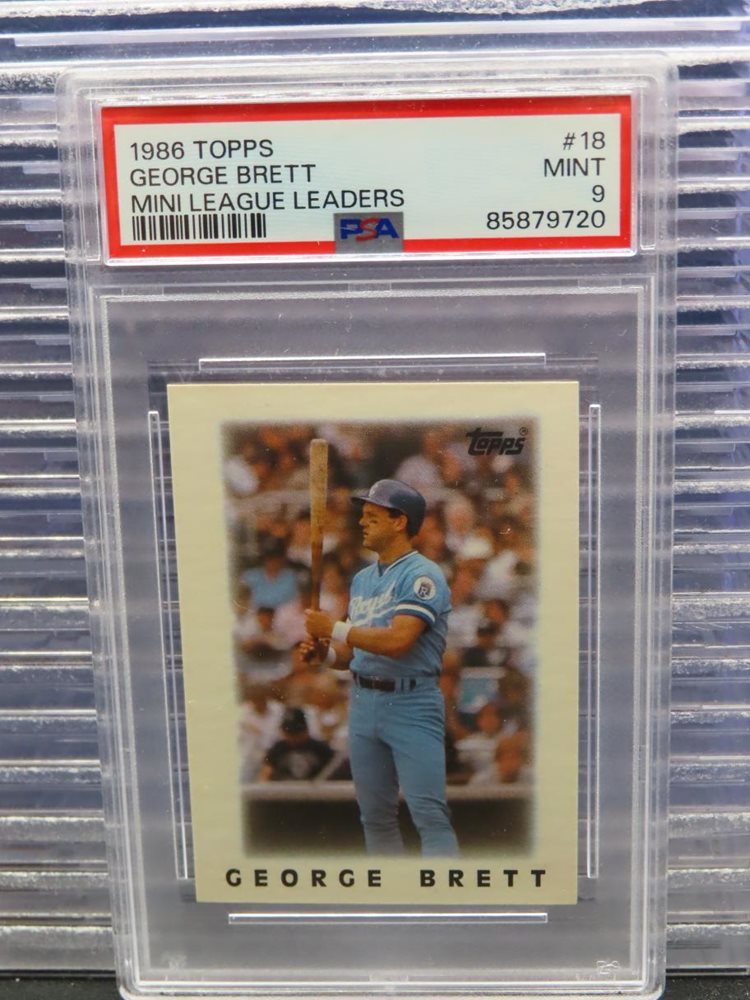 1986 TOPPS #18
GEORGE BRETT MINT
MINI LEAGUE LEADERS 9
PSA 85879720
Topps
Royals
GEORGE BRETT